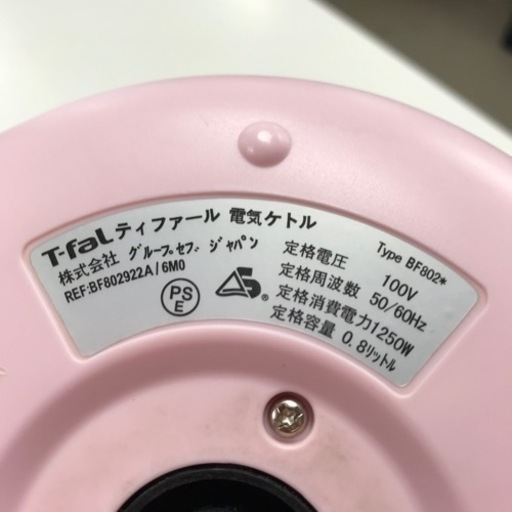 T-faL ティファール 電気ケトル
株式会社 グループセブ ジャパン
REF:BF802922A/6M0
PS
E
S
Type BF802*
定格電圧 100V
定格周波数 50/60Hz
定格消費電力1250W
定格容量 0.8リットル